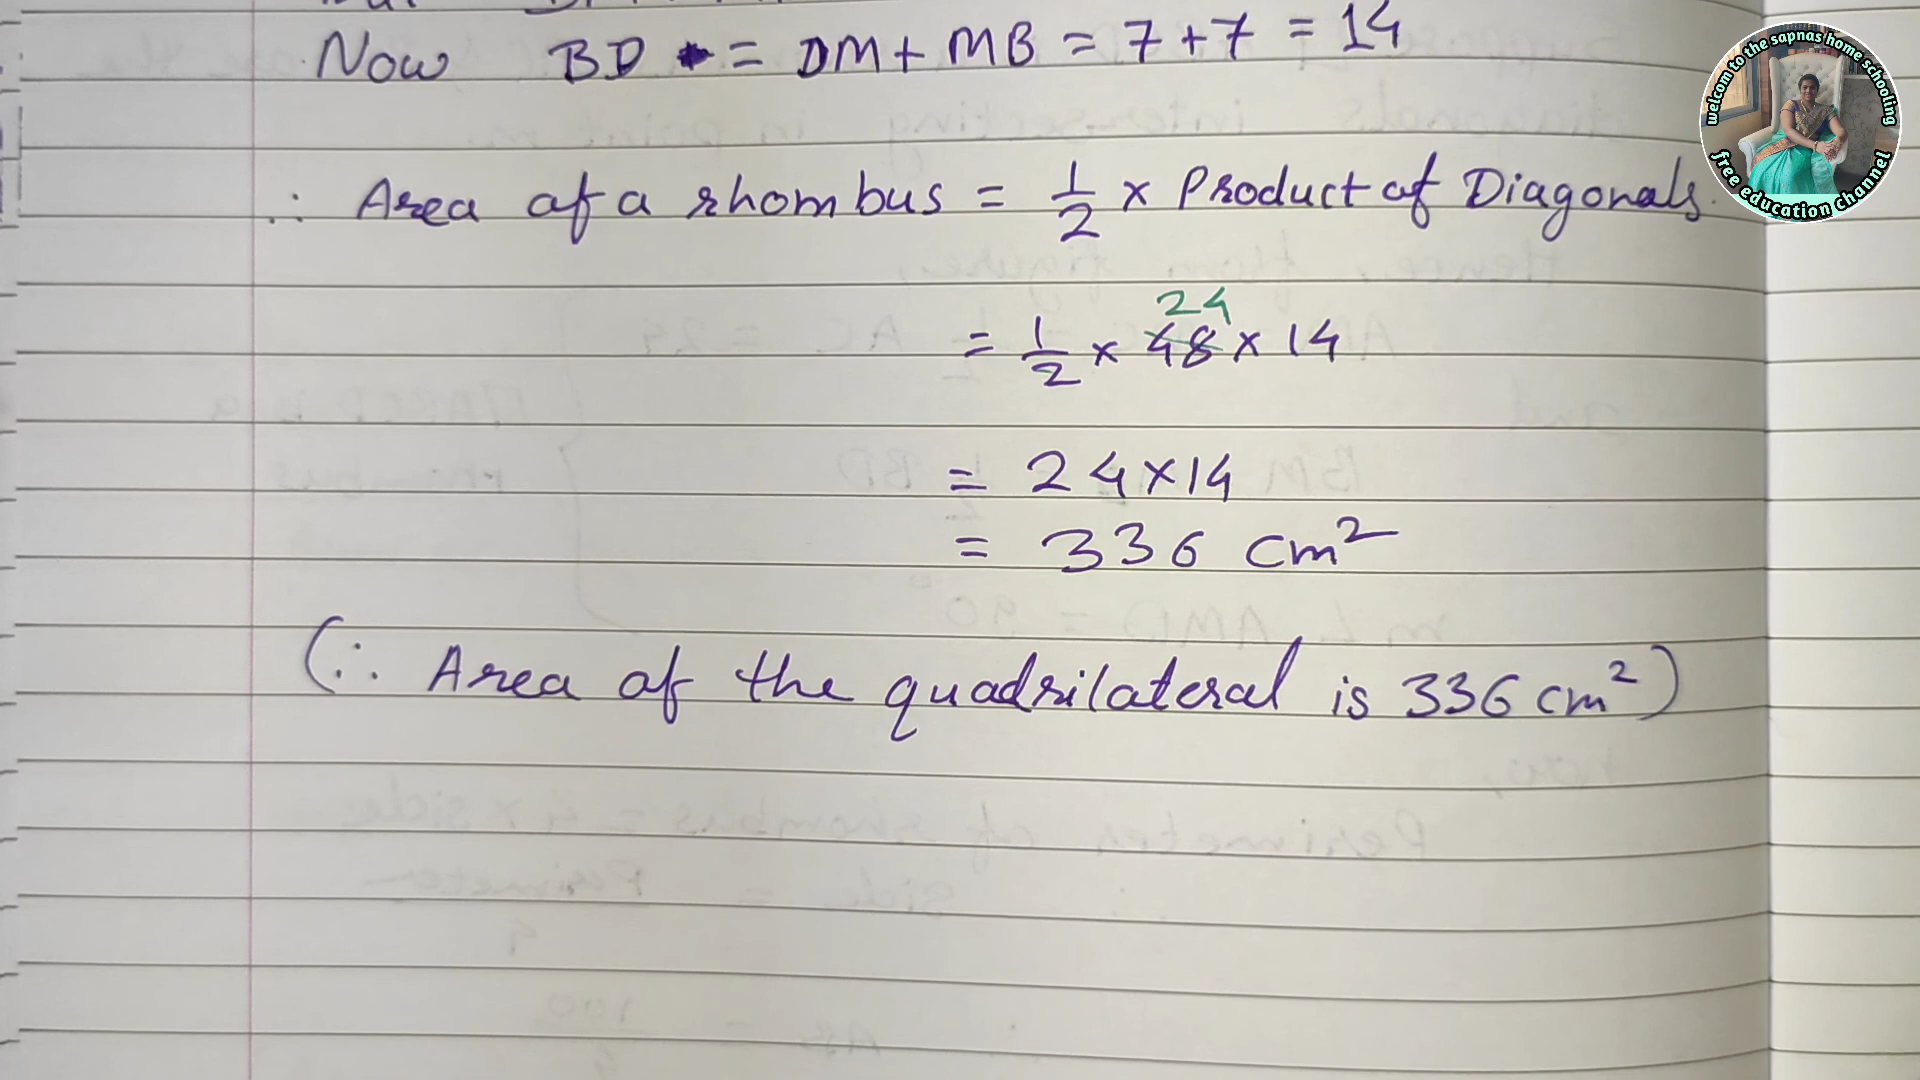 Now BD = DM + MB = 7 + 7 = 14
∴ Area of a rhombus = 1/2 × Product of Diagonals.
24
= 1/2 × 48 × 14
= 24 × 14
= 336 cm²
(∴ Area of the quadrilateral is 336 cm²)
welcom to the sapnas home schooling
free education channel